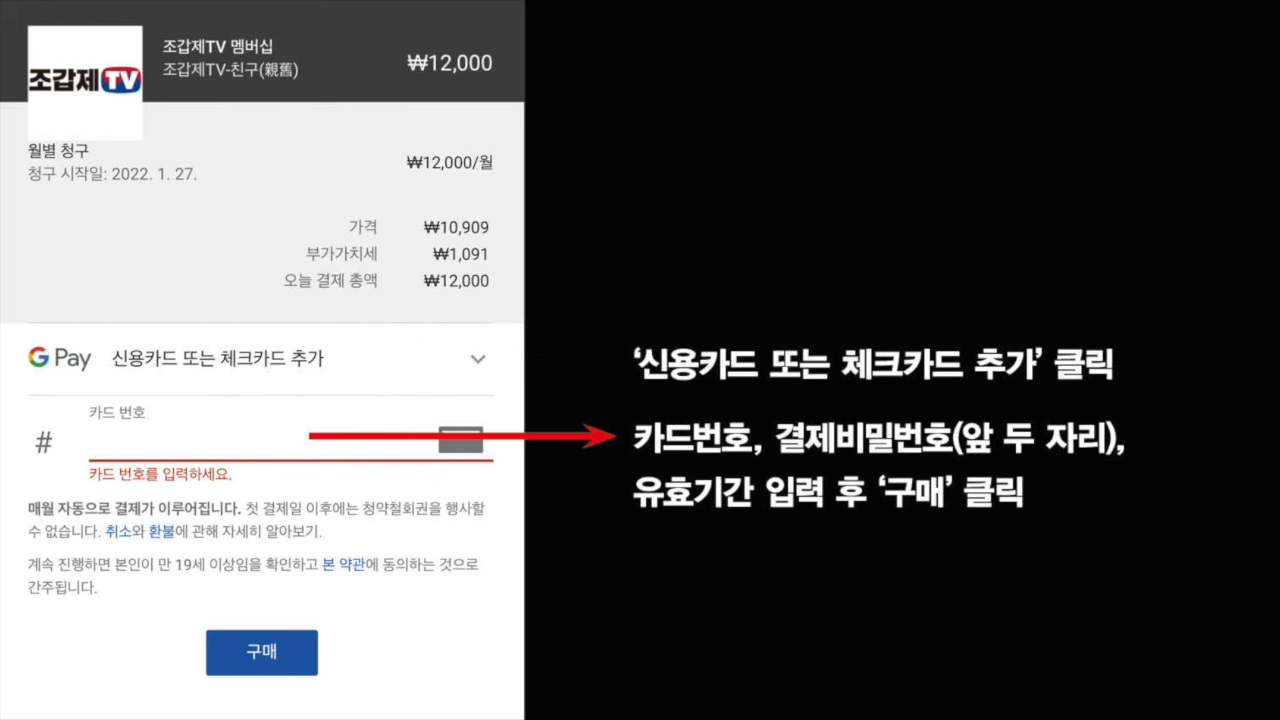 조갑제TV
조갑제TV 멤버십
조갑제TV-친구(親舊)
₩12,000
월별 청구
청구 시작일: 2022. 1. 27.
₩12,000/월
가격 ₩10,909
부가가치세 ₩1,091
오늘 결제 총액 ₩12,000
G Pay 신용카드 또는 체크카드 추가
카드 번호
#
카드 번호를 입력하세요.
매월 자동으로 결제가 이루어집니다. 첫 결제일 이후에는 청약철회권을 행사할
수 없습니다. 취소와 환불에 관해 자세히 알아보기.
계속 진행하면 본인이 만 19세 이상임을 확인하고 본 약관에 동의하는 것으로
간주됩니다.
구매
‘신용카드 또는 체크카드 추가’ 클릭
카드번호, 결제비밀번호(앞 두 자리),
유효기간 입력 후 ‘구매’ 클릭